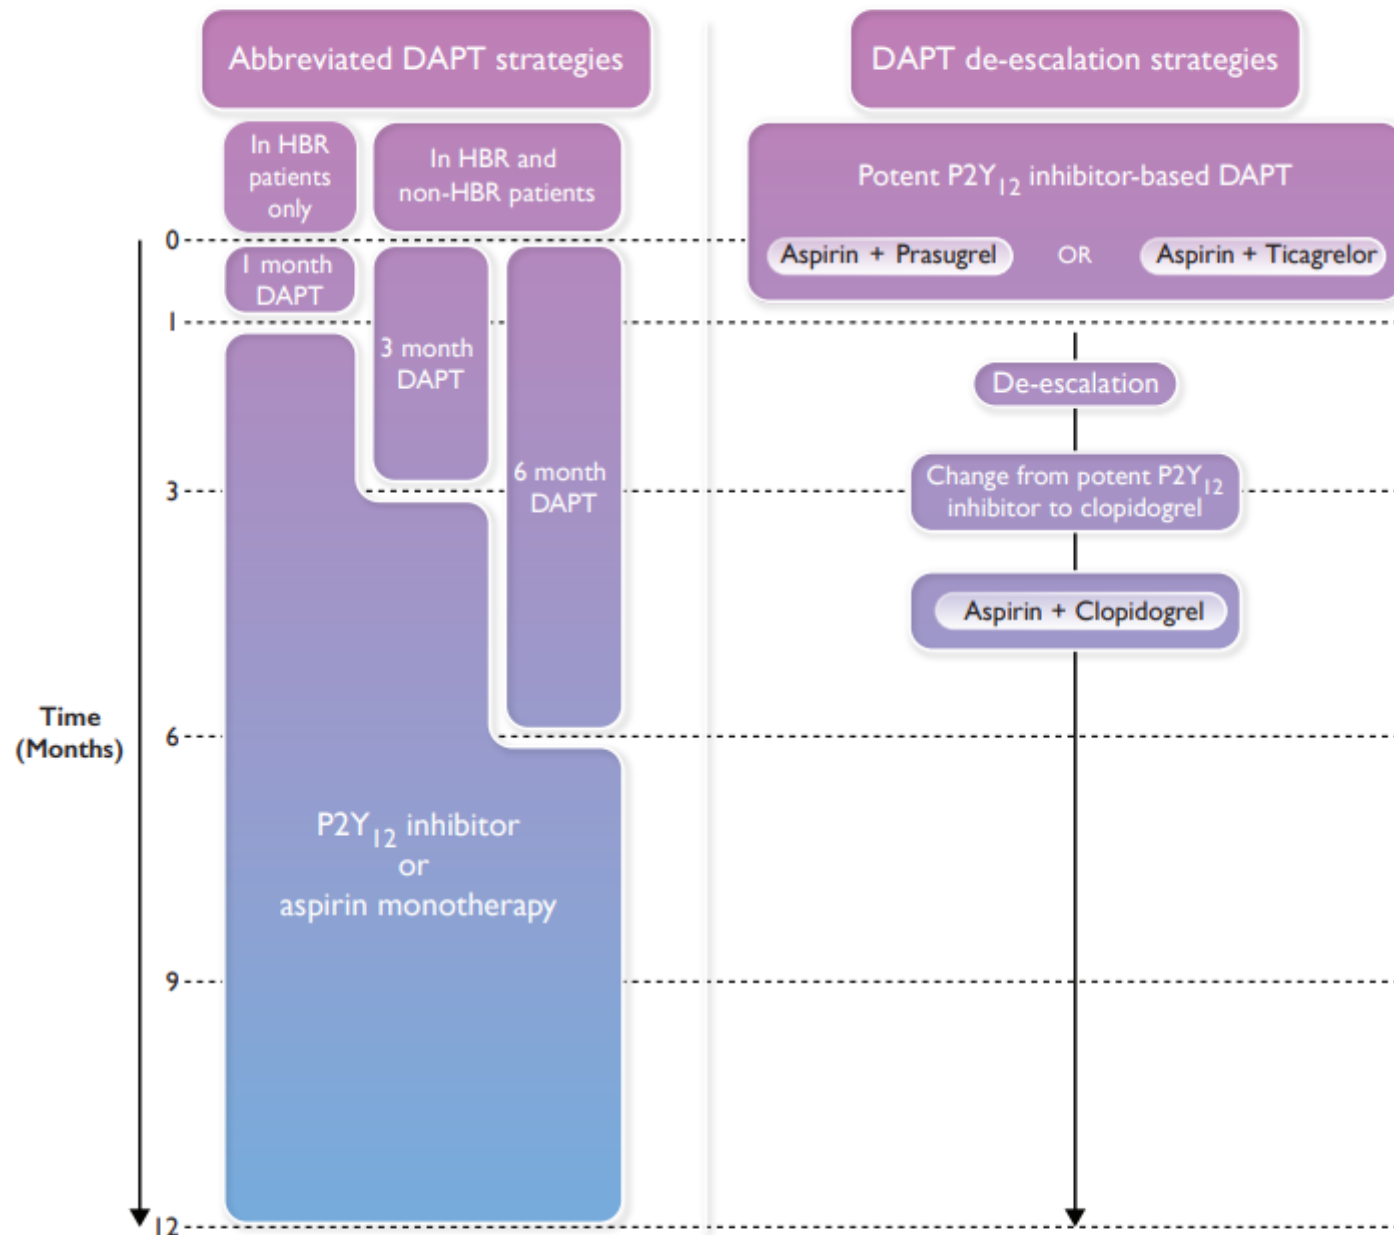 Abbreviated DAPT strategies
DAPT de-escalation strategies
In HBR
patients
only
In HBR and
non-HBR patients
Potent P2Y12 inhibitor-based DAPT
Aspirin + Prasugrel
OR
Aspirin + Ticagrelor
0
1 month
DAPT
1
3 month
DAPT
De-escalation
6 month
DAPT
Change from potent P2Y12
inhibitor to clopidogrel
3
Aspirin + Clopidogrel
Time
(Months)
6
P2Y12 inhibitor
or
aspirin monotherapy
9
12